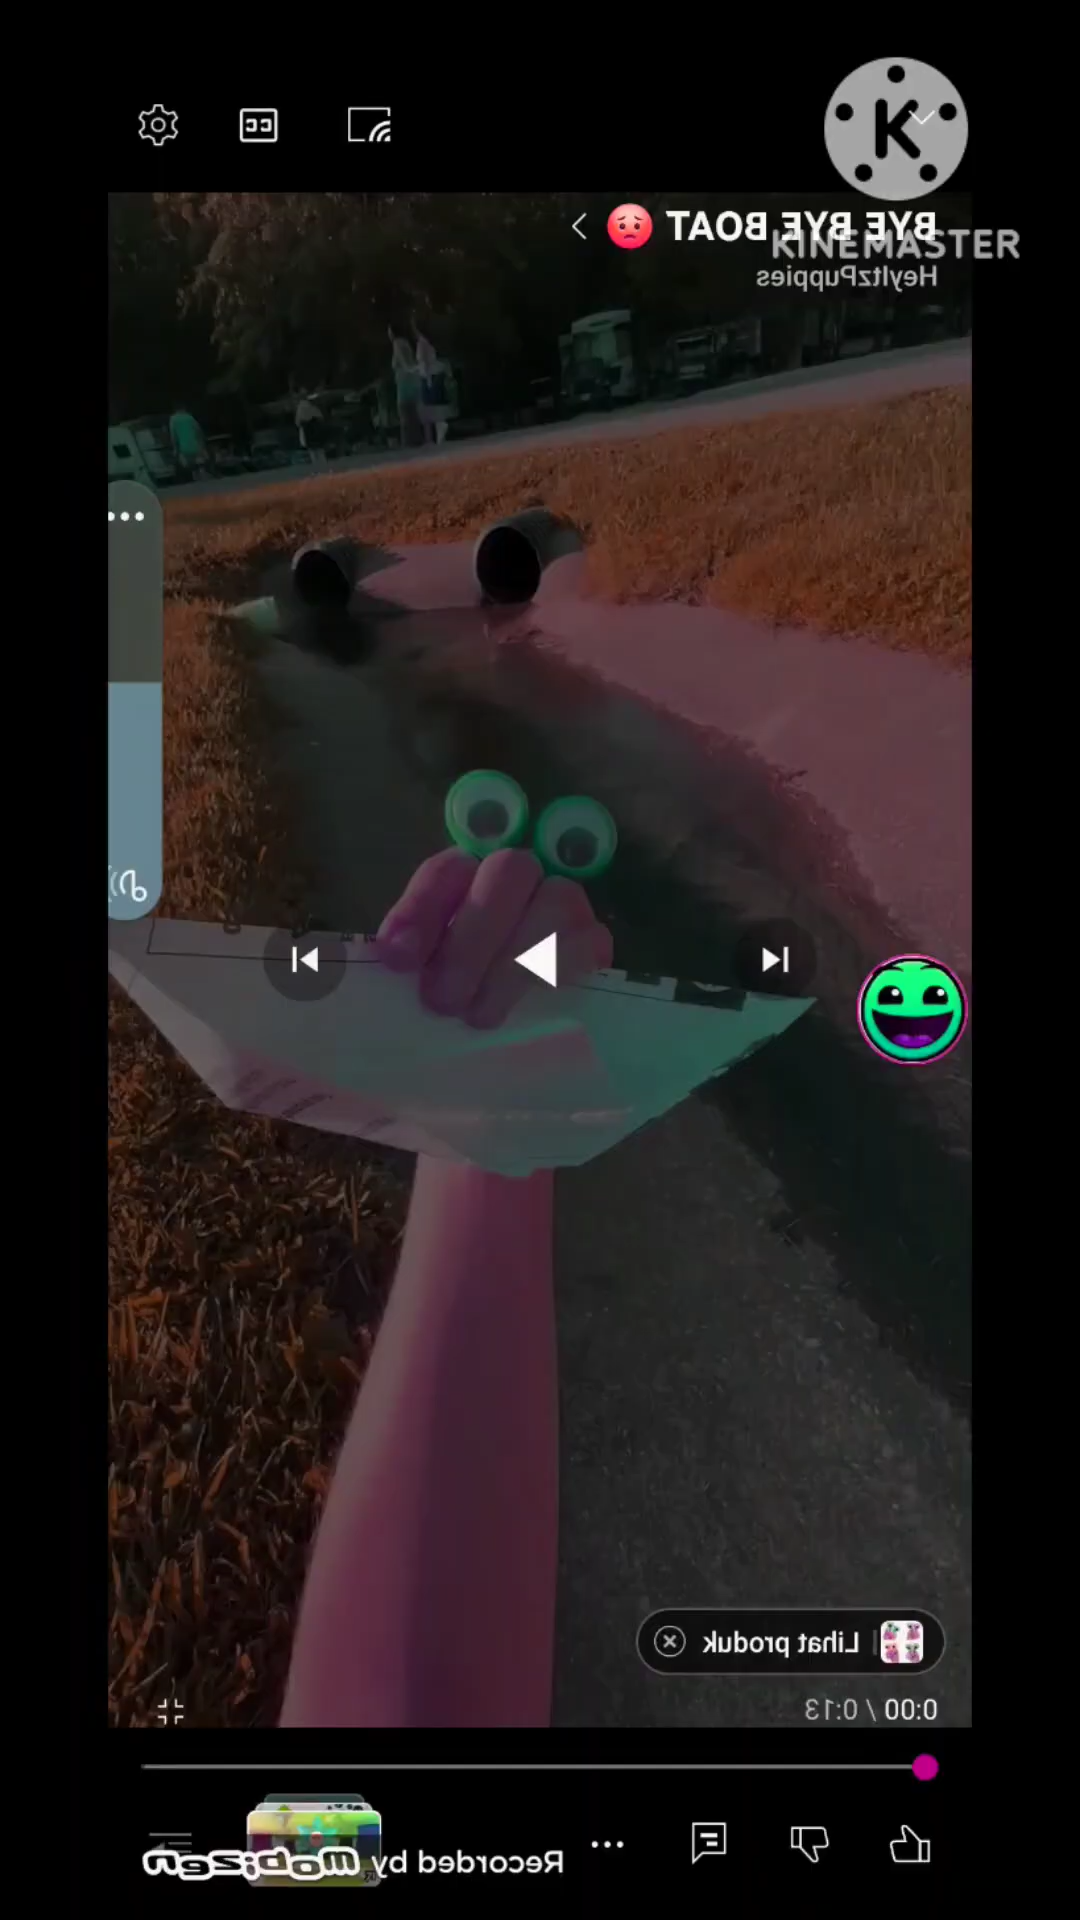 K
BYE BYE BOAT
KINEMASTER
HeyItzPuppies
Lihat produk
0:00 / 0:13
Recorded by Mobizen